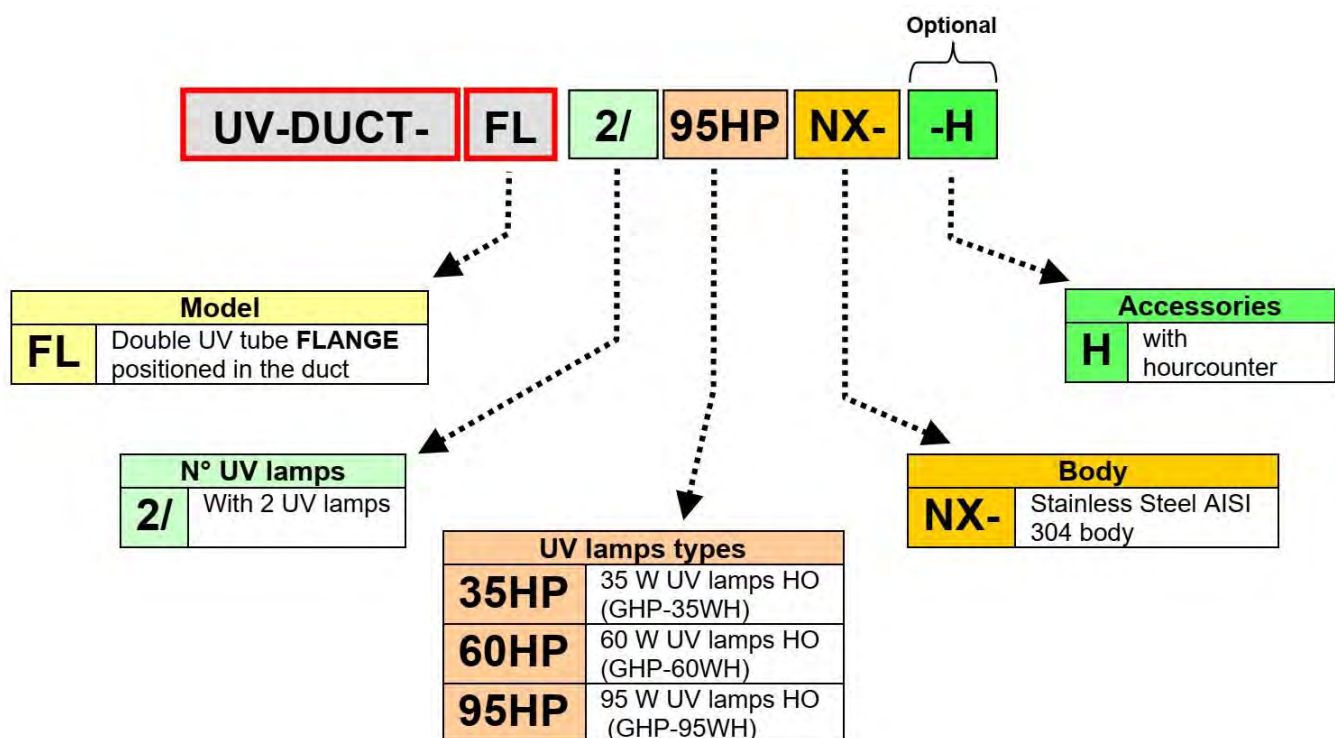 Optional
UV-DUCT- FL 2/ 95HP NX- -H
Model
FL Double UV tube FLANGE
positioned in the duct
Accessories
H with
hourcounter
N° UV lamps
2/ With 2 UV lamps
Body
NX- Stainless Steel AISI
304 body
UV lamps types
35HP 35 W UV lamps HO
(GHP-35WH)
60HP 60 W UV lamps HO
(GHP-60WH)
95HP 95 W UV lamps HO
(GHP-95WH)